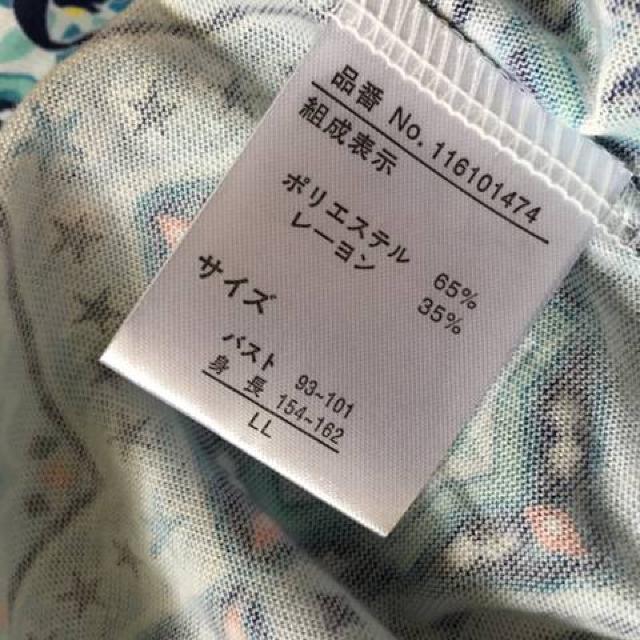 品番 No. 116101474
組成表示
ポリエステル 65%
レーヨン 35%
サイズ
バスト 93~101
身長 154~162
LL